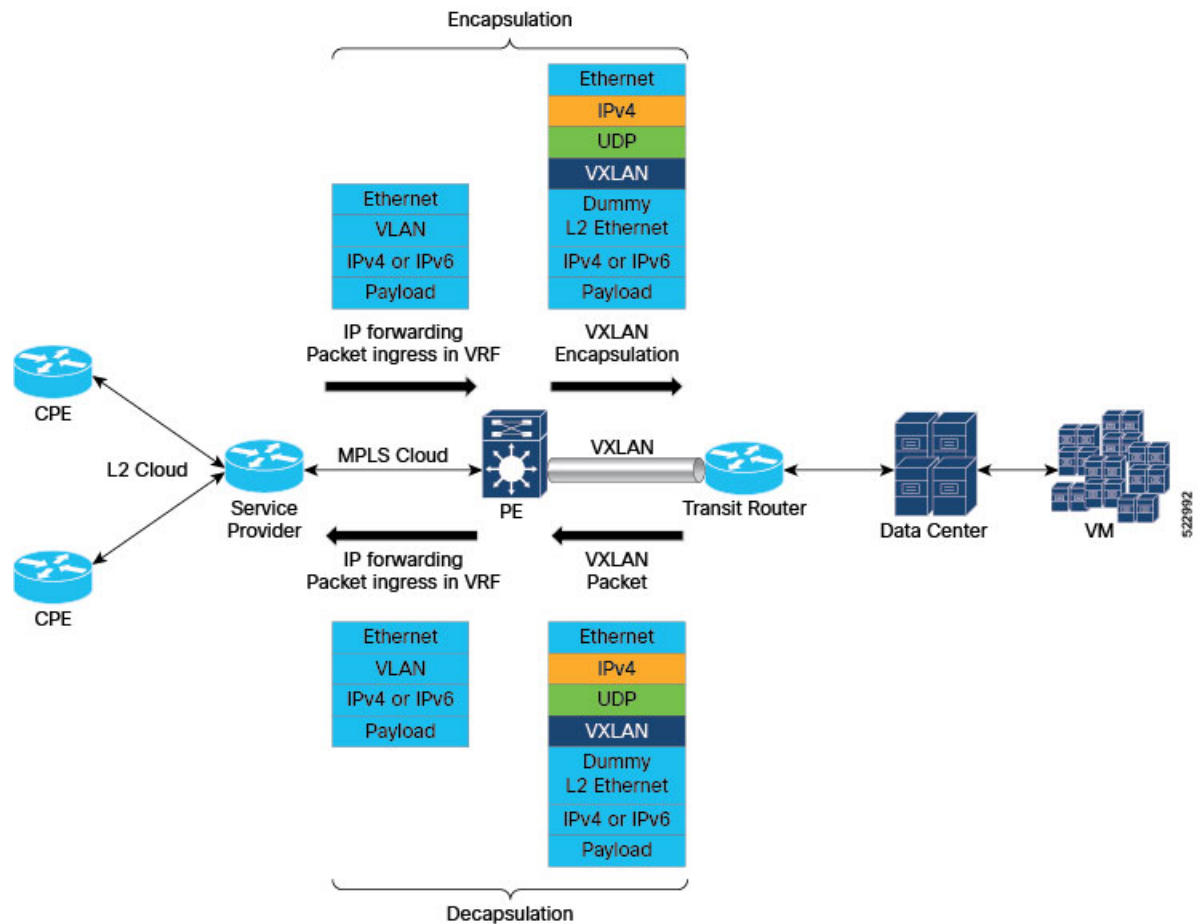 Encapsulation
Ethernet
IPv4
UDP
VXLAN
Dummy
L2 Ethernet
IPv4 or IPv6
Payload
Ethernet
VLAN
IPv4 or IPv6
Payload
IP forwarding
Packet ingress in VRF
VXLAN
Encapsulation
CPE
L2 Cloud
Service
Provider
MPLS Cloud
PE
VXLAN
Transit Router
Data Center
VM
522992
CPE
IP forwarding
Packet ingress in VRF
VXLAN
Packet
Ethernet
VLAN
IPv4 or IPv6
Payload
Ethernet
IPv4
UDP
VXLAN
Dummy
L2 Ethernet
IPv4 or IPv6
Payload
Decapsulation